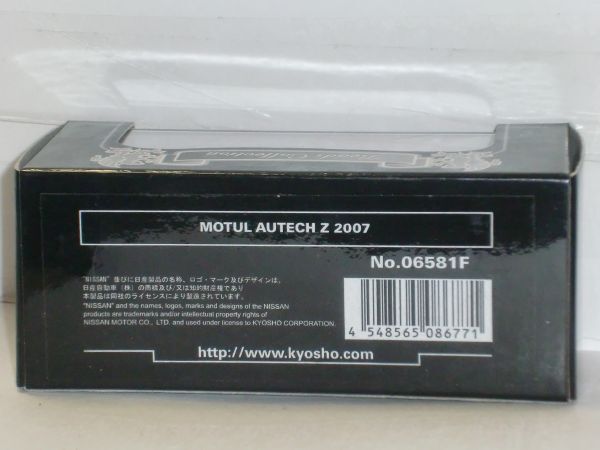 Beads Collection
MOTUL AUTECH Z 2007
No.06581F
"NISSAN" 並びに日産製品の名称、ロゴ・マーク及びデザインは、
日産自動車(株)の商標及び/又は知的財産権であり
本製品は同社のライセンスにより製造されています。
"NISSAN" and the names, logos, marks and designs of the NISSAN
products are trademarks and/or intellectual property rights of
NISSAN MOTOR CO., LTD. and used under license to KYOSHO CORPORATION.
4 548565 086771
http://www.kyosho.com